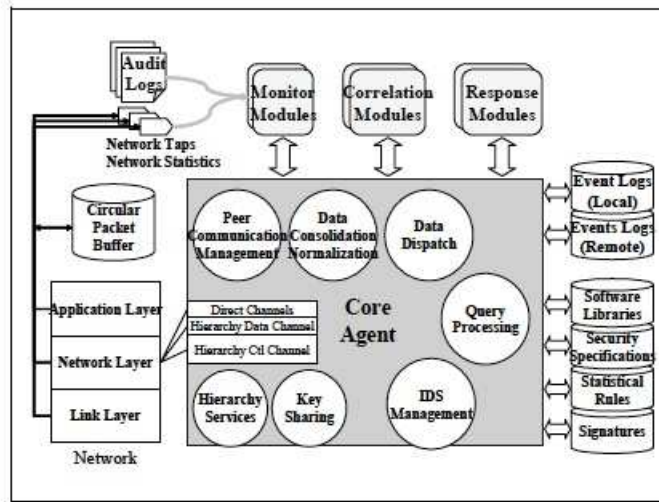 Audit
Logs
Monitor
Modules
Correlation
Modules
Response
Modules
Network Taps
Network Statistics
Circular
Packet
Buffer
Peer
Communication
Management
Data
Consolidation
Normalization
Data
Dispatch
Event Logs
(Local)
Events Logs
(Remote)
Application Layer
Network Layer
Link Layer
Network
Direct Channels
Hierarchy Data Channel
Hierarchy Ctl Channel
Core
Agent
Query
Processing
Software
Libraries
Security
Specifications
Statistical
Rules
Signatures
Hierarchy
Services
Key
Sharing
IDS
Management